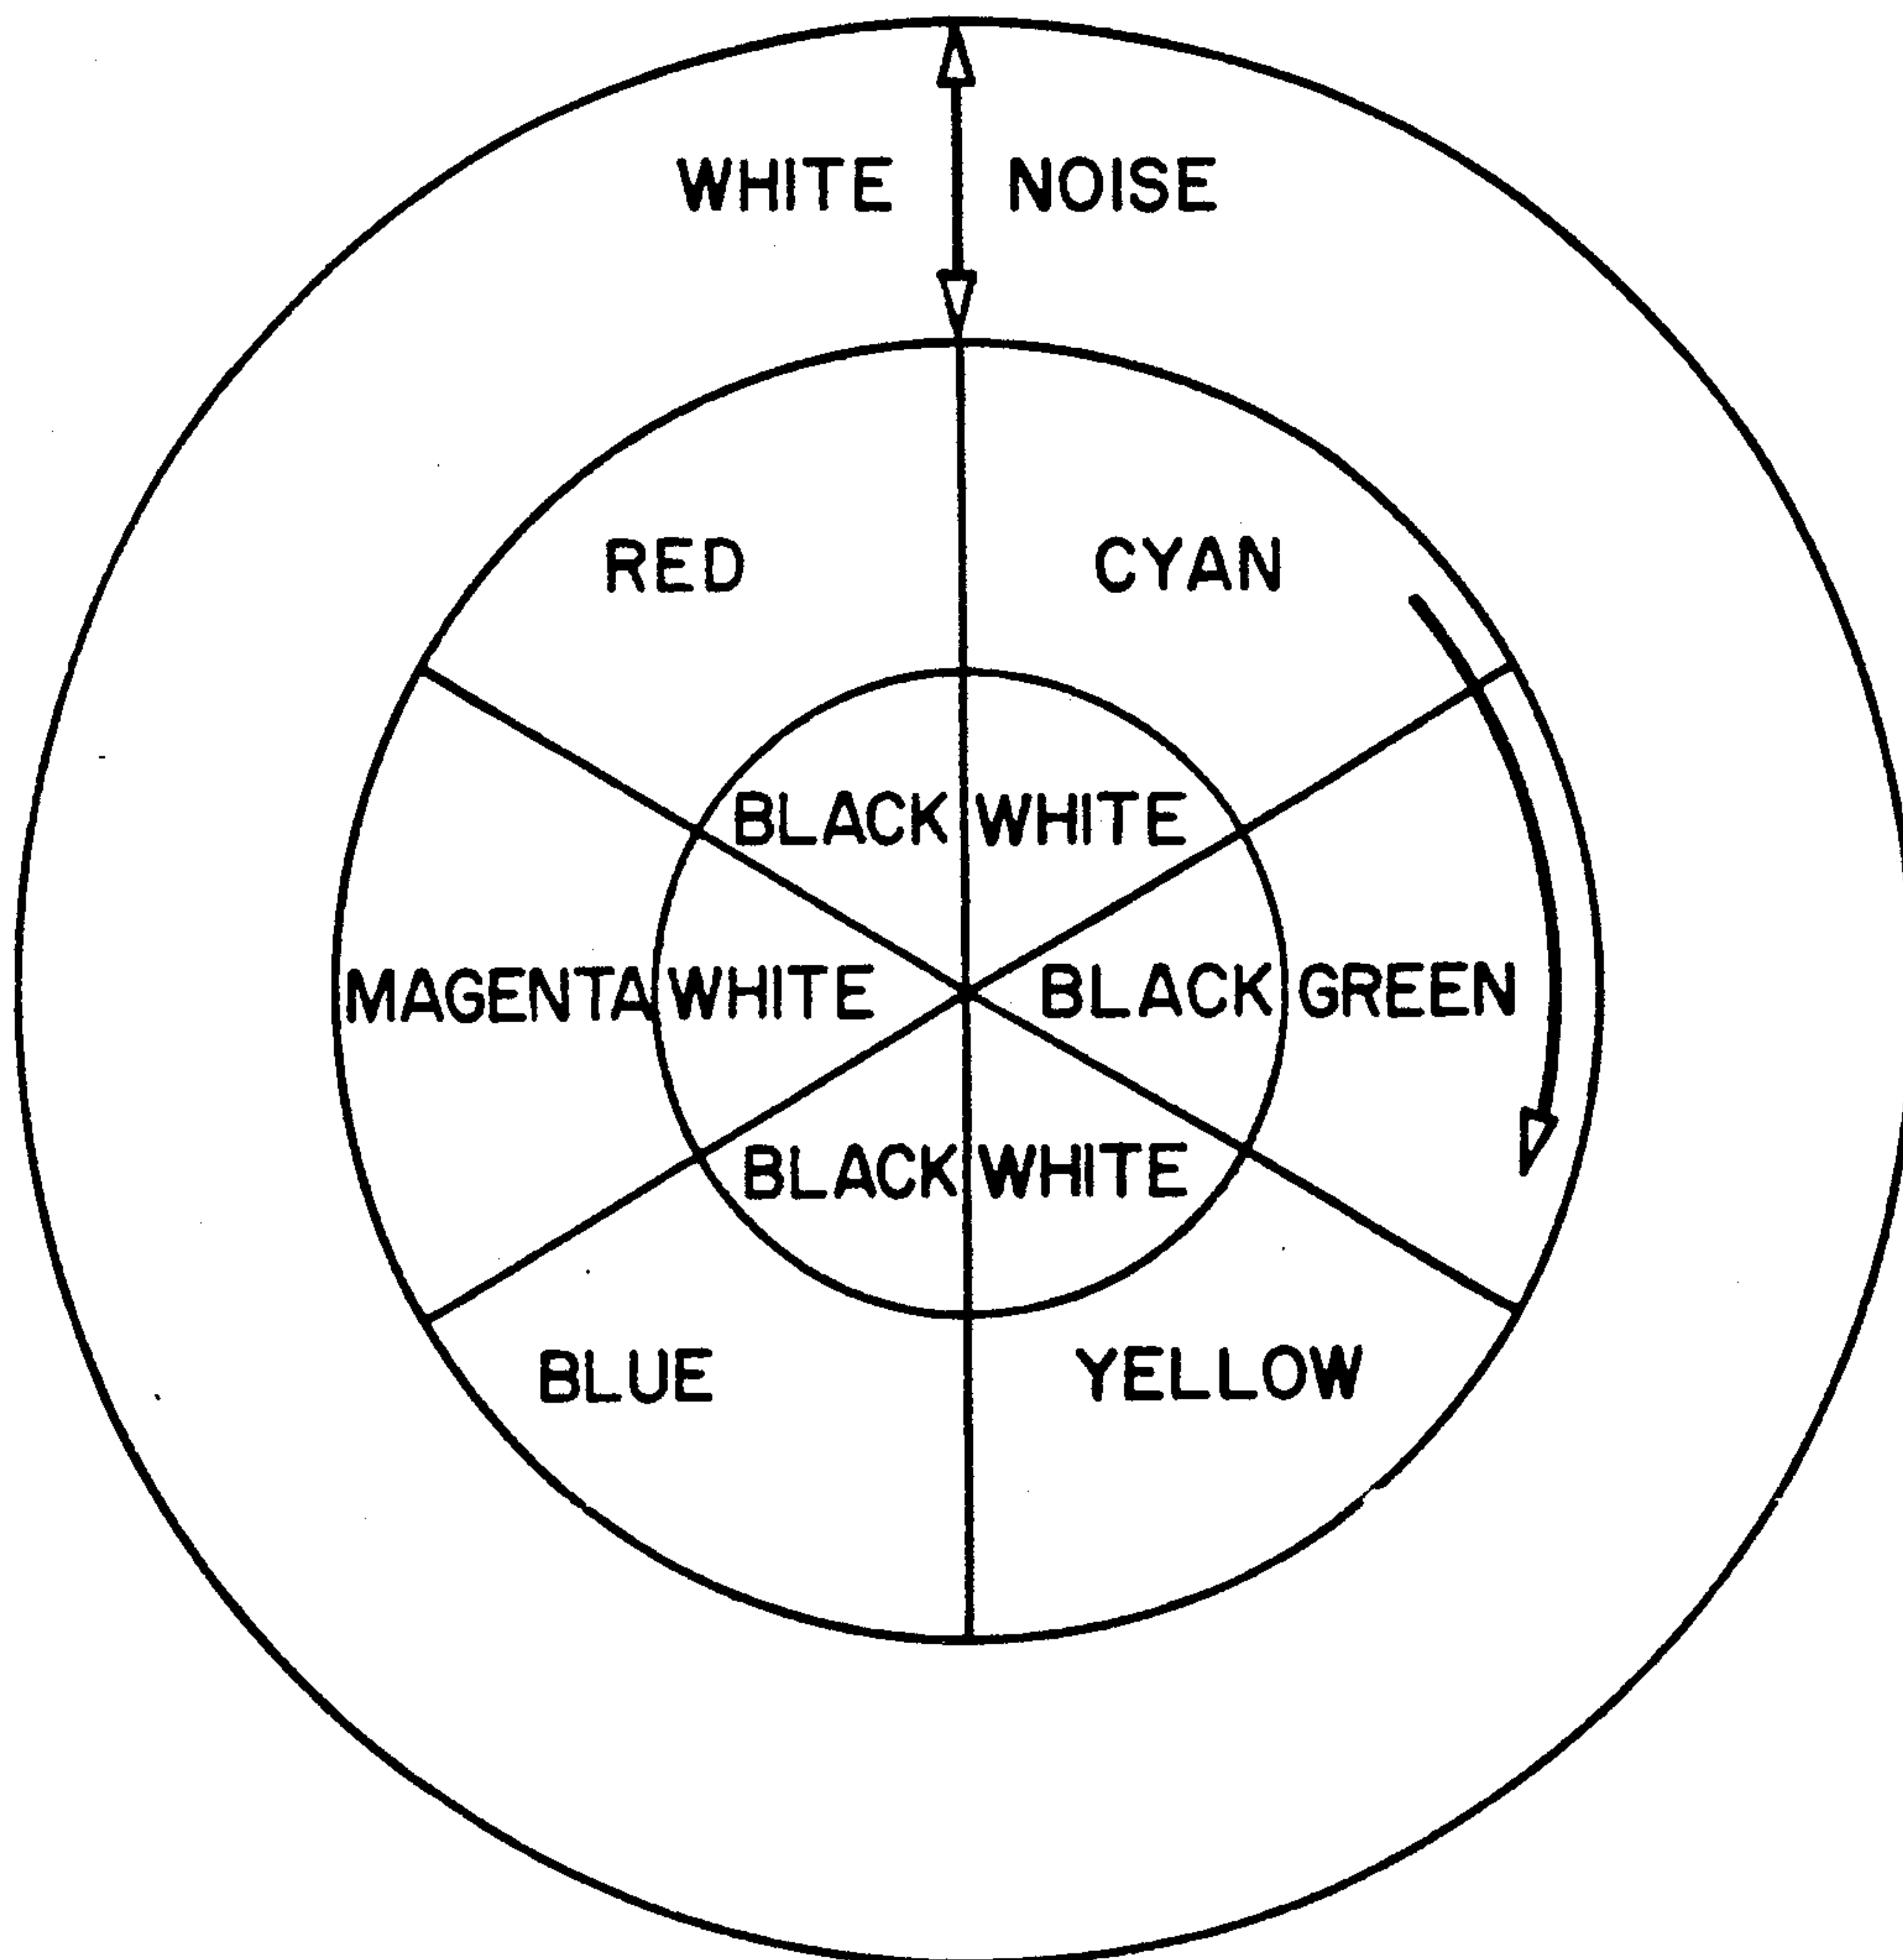 WHITE NOISE
RED CYAN
BLACK WHITE
MAGENTA WHITE BLACK GREEN
BLACK WHITE
BLUE YELLOW